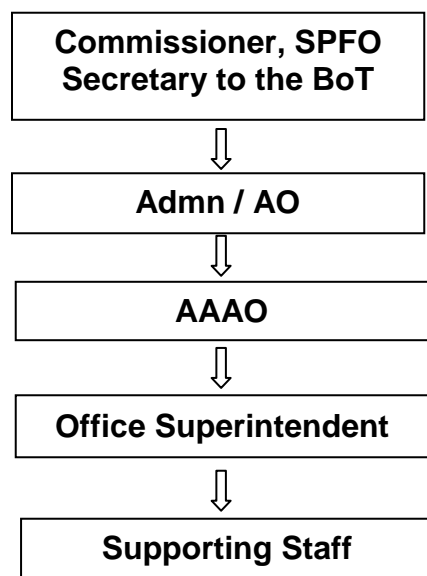 Commissioner, SPFO
Secretary to the BoT
Admn / AO
AAAO
Office Superintendent
Supporting Staff